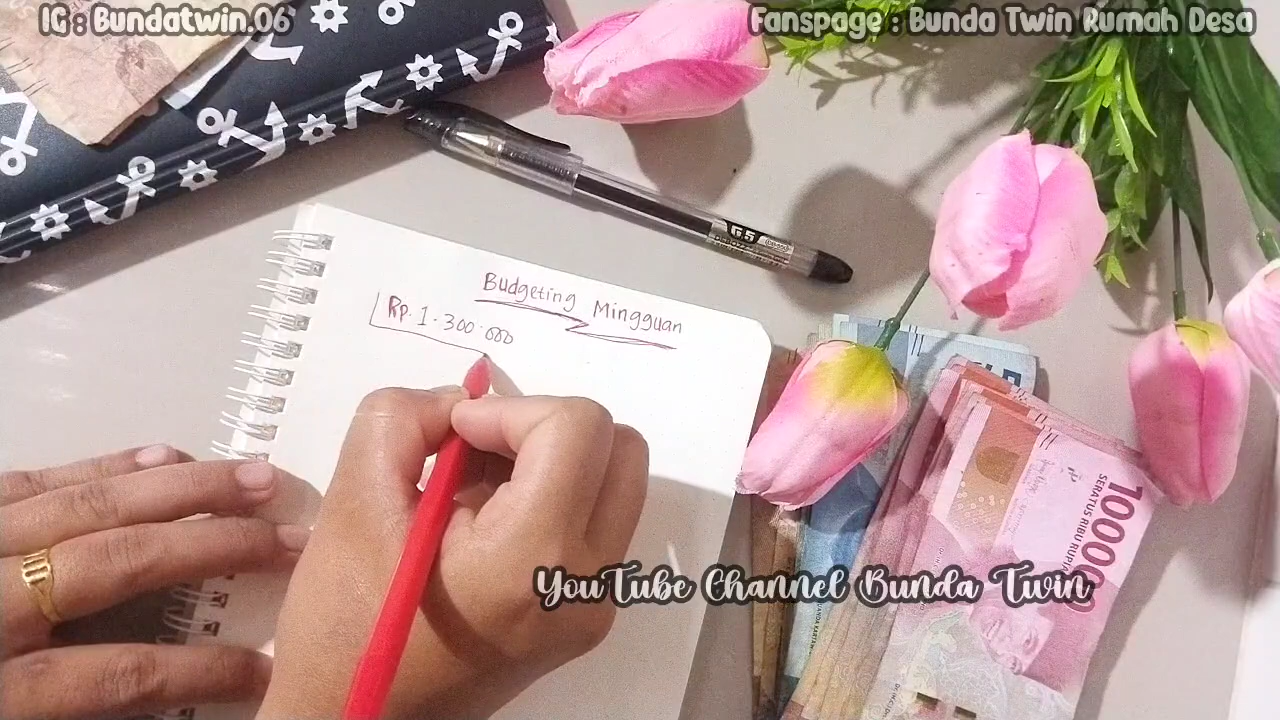 IG : Bundatwin.06
Fanspage : Bunda Twin Rumah Desa
G5
Budgeting Mingguan
Rp. 1.300.000
100000
SERATUS RIBU RUPIAH
YouTube Channel Bunda Twin